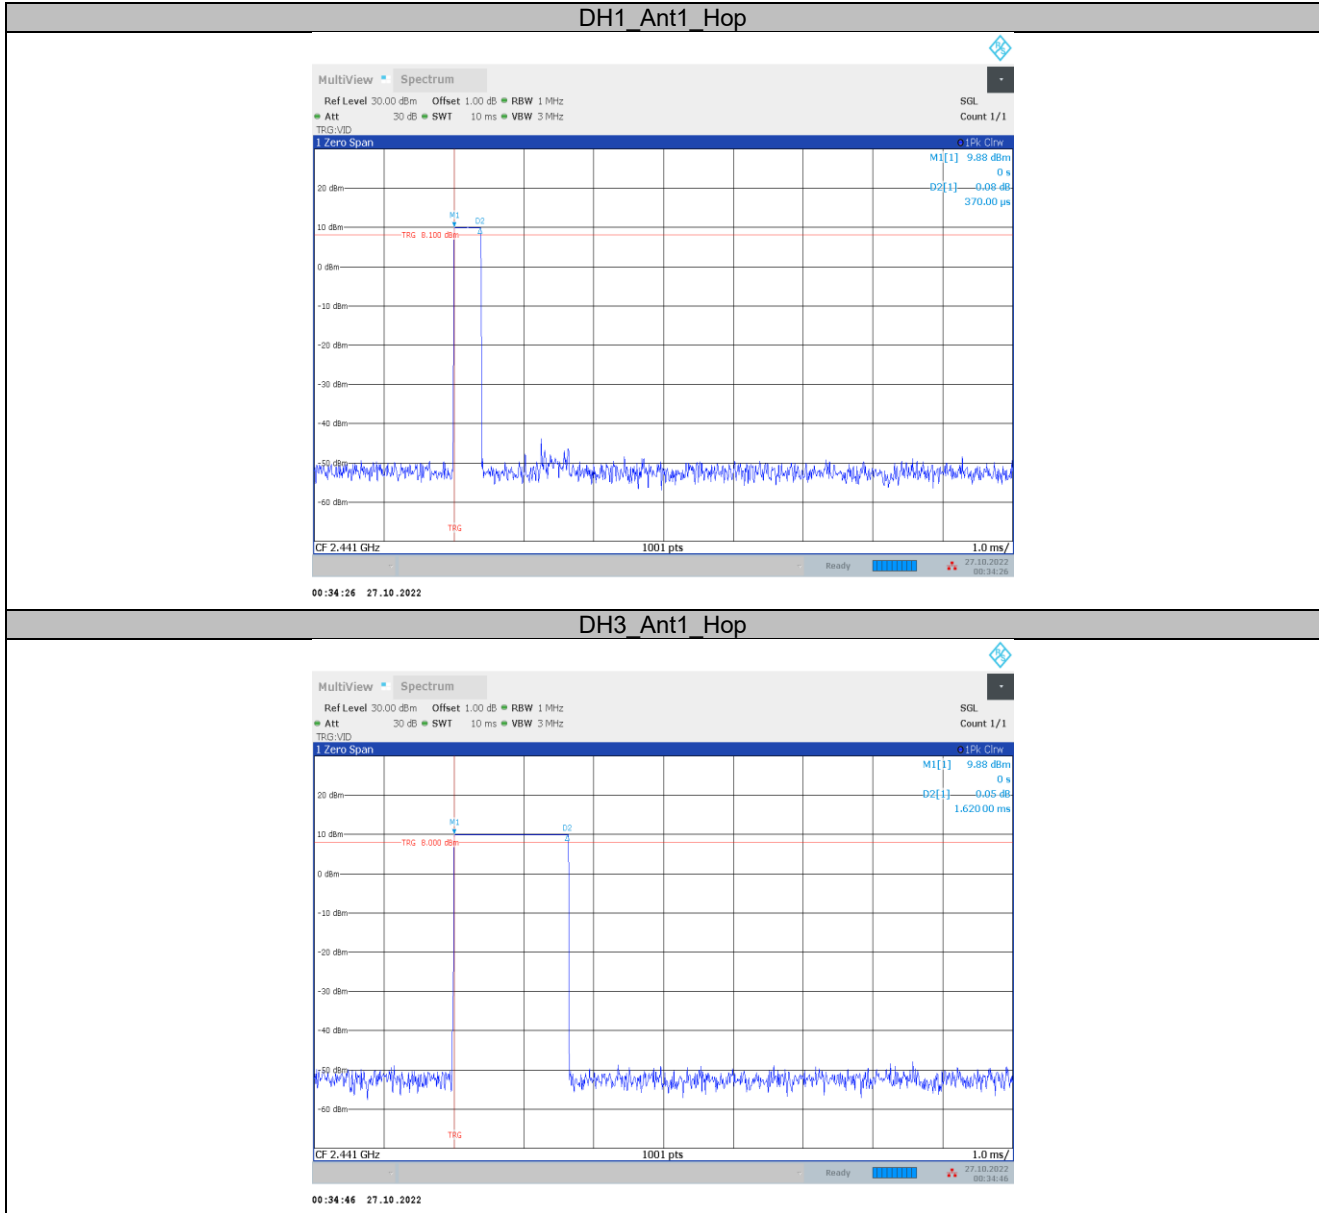 DH1_Ant1_Hop
MultiView Spectrum
Ref Level 30.00 dBm Offset 1.00 dB RBW 1 MHz SGL
Att 30 dB SWT 10 ms VBW 3 MHz Count 1/1
TRG:VID
1 Zero Span 1Pk Clrw
M1[1] 9.88 dBm
0 s
20 dBm D2[1] -0.08 dB
370.00 µs
M1 D2
10 dBm
TRG 8.100 dBm
0 dBm
-10 dBm
-20 dBm
-30 dBm
-40 dBm
-50 dBm
-60 dBm
TRG
CF 2.441 GHz 1001 pts 1.0 ms/
Ready 27.10.2022
00:34:26
00:34:26 27.10.2022
DH3_Ant1_Hop
MultiView Spectrum
Ref Level 30.00 dBm Offset 1.00 dB RBW 1 MHz SGL
Att 30 dB SWT 10 ms VBW 3 MHz Count 1/1
TRG:VID
1 Zero Span 1Pk Clrw
M1[1] 9.88 dBm
0 s
20 dBm D2[1] -0.05 dB
1.62000 ms
M1 D2
10 dBm
TRG 8.000 dBm
0 dBm
-10 dBm
-20 dBm
-30 dBm
-40 dBm
-50 dBm
-60 dBm
TRG
CF 2.441 GHz 1001 pts 1.0 ms/
Ready 27.10.2022
00:34:46
00:34:46 27.10.2022